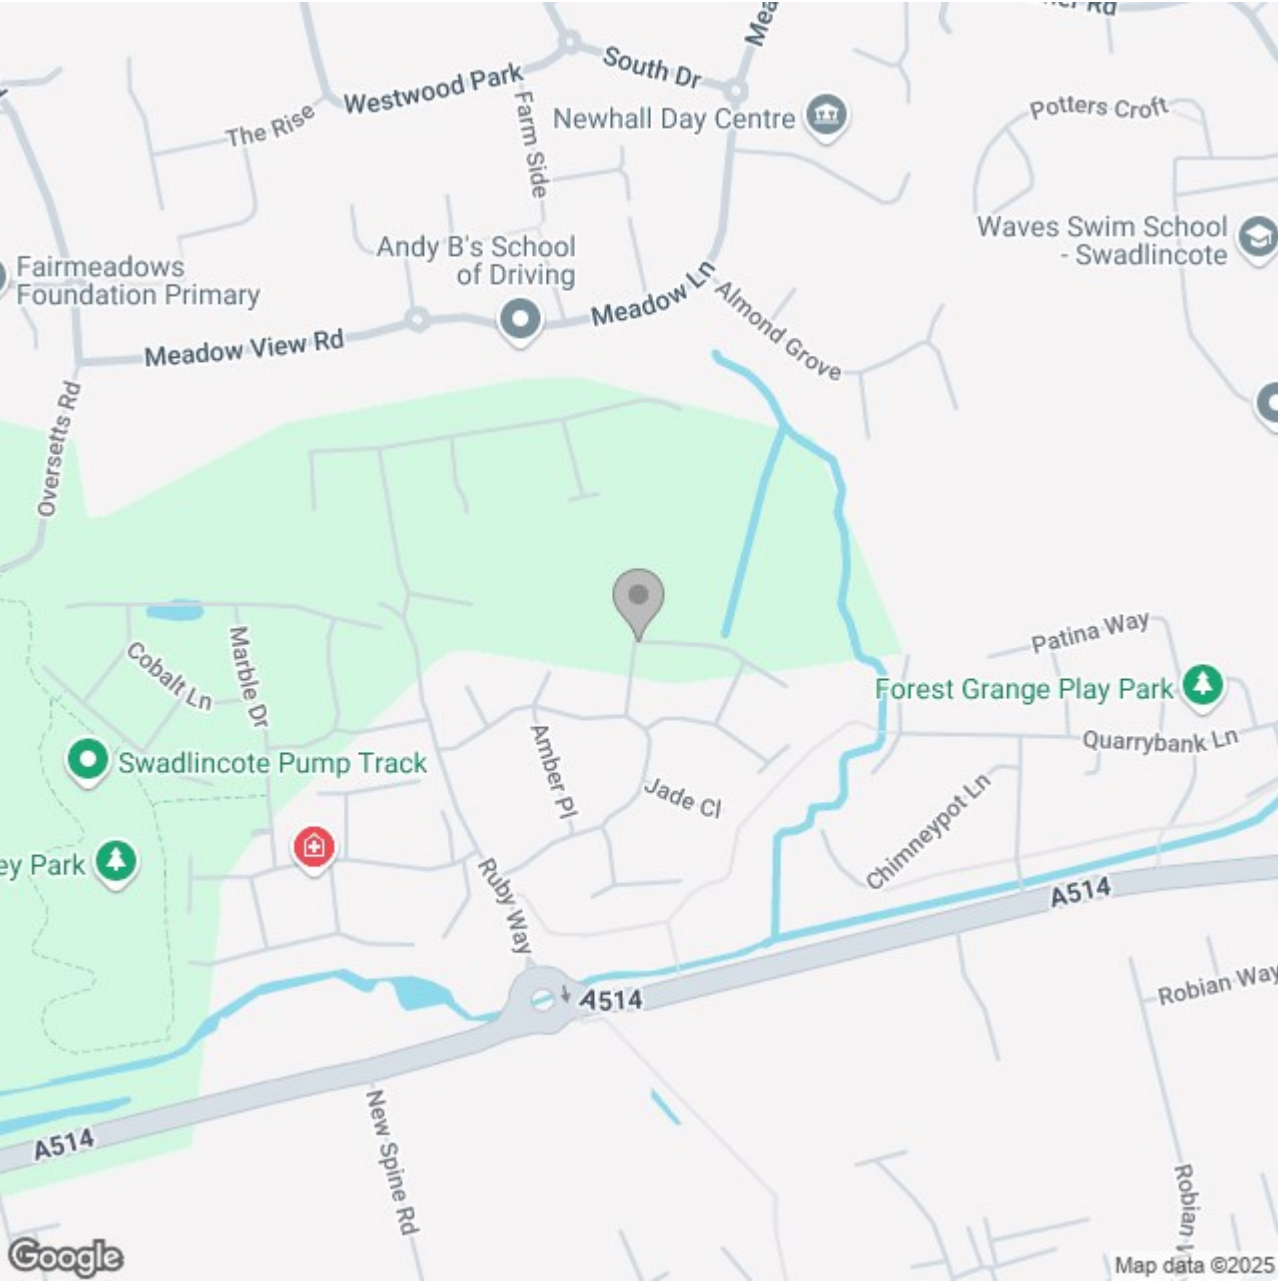 South Dr
Westwood Park
The Rise
Farm Side
Newhall Day Centre
Potters Croft
Waves Swim School
- Swadlincote
Andy B's School
of Driving
Fairmeadows
Foundation Primary
Meadow Ln
Almond Grove
Meadow View Rd
Oversetts Rd
Patina Way
Cobalt Ln
Marble Dr
Forest Grange Play Park
Quarrybank Ln
Swadlincote Pump Track
Amber Pl
Jade Cl
Chimneypot Ln
ey Park
Ruby Way
A514
A514
Robian Way
A514
New Spine Rd
Robian
Google
Map data ©2025